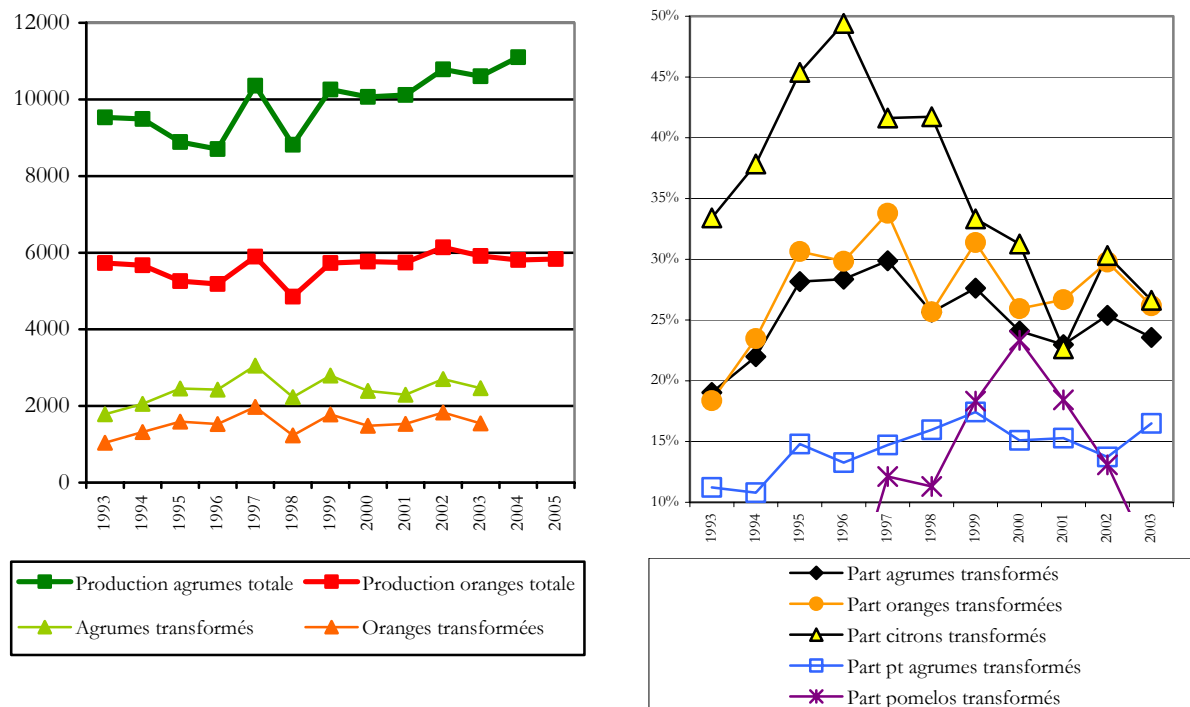 12000
10000
8000
6000
4000
2000
0
1993 1994 1995 1996 1997 1998 1999 2000 2001 2002 2003 2004 2005
Production agrumes totale Production oranges totale
Agrumes transformés Oranges transformées
50%
45%
40%
35%
30%
25%
20%
15%
10%
1993 1994 1995 1996 1997 1998 1999 2000 2001 2002 2003
Part agrumes transformés
Part oranges transformées
Part citrons transformés
Part pt agrumes transformés
Part pomelos transformés